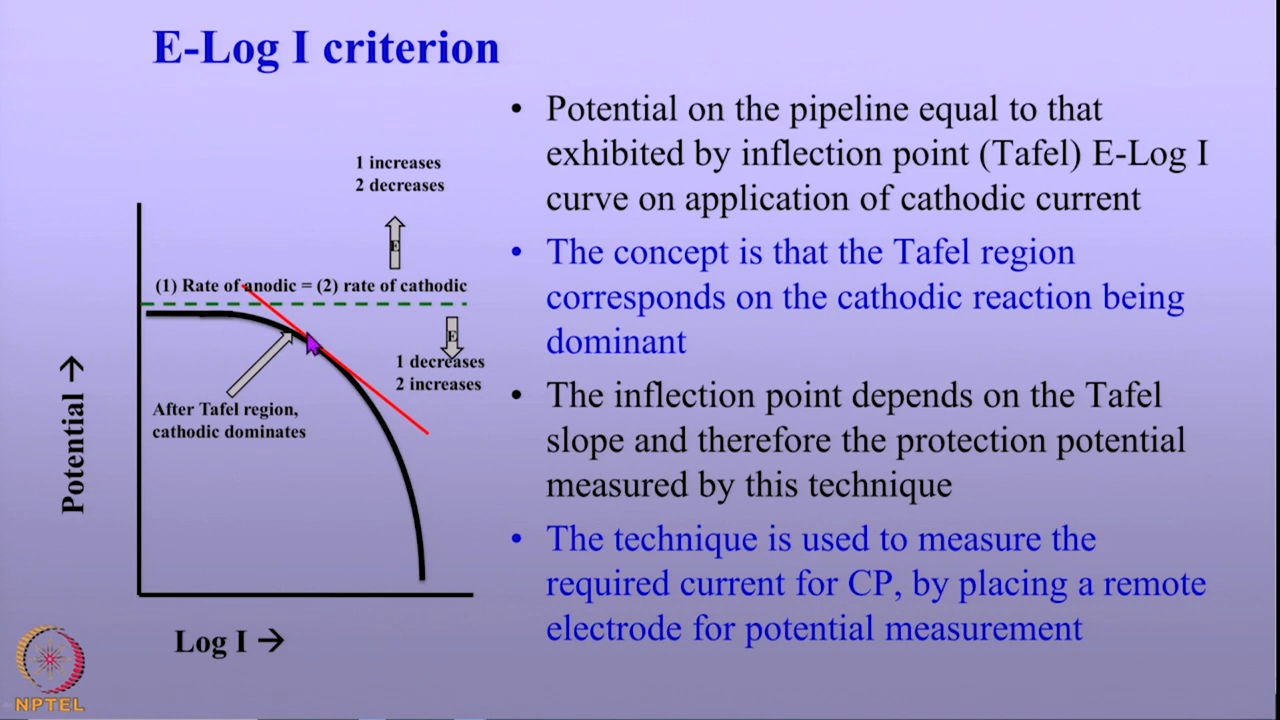 E-Log I criterion
1 increases
2 decreases
E
(1) Rate of anodic = (2) rate of cathodic
E
1 decreases
2 increases
After Tafel region,
cathodic dominates
Potential →
Log I →
• Potential on the pipeline equal to that
exhibited by inflection point (Tafel) E-Log I
curve on application of cathodic current
• The concept is that the Tafel region
corresponds on the cathodic reaction being
dominant
• The inflection point depends on the Tafel
slope and therefore the protection potential
measured by this technique
• The technique is used to measure the
required current for CP, by placing a remote
electrode for potential measurement
NPTEL